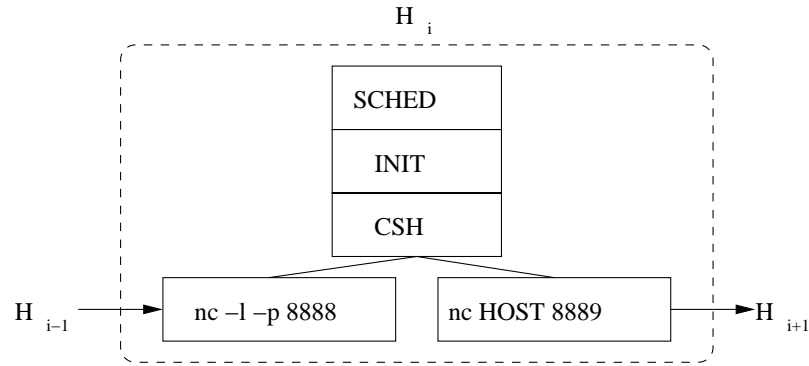 H i
SCHED
INIT
CSH
nc –l –p 8888
nc HOST 8889
H i−1
H i+1